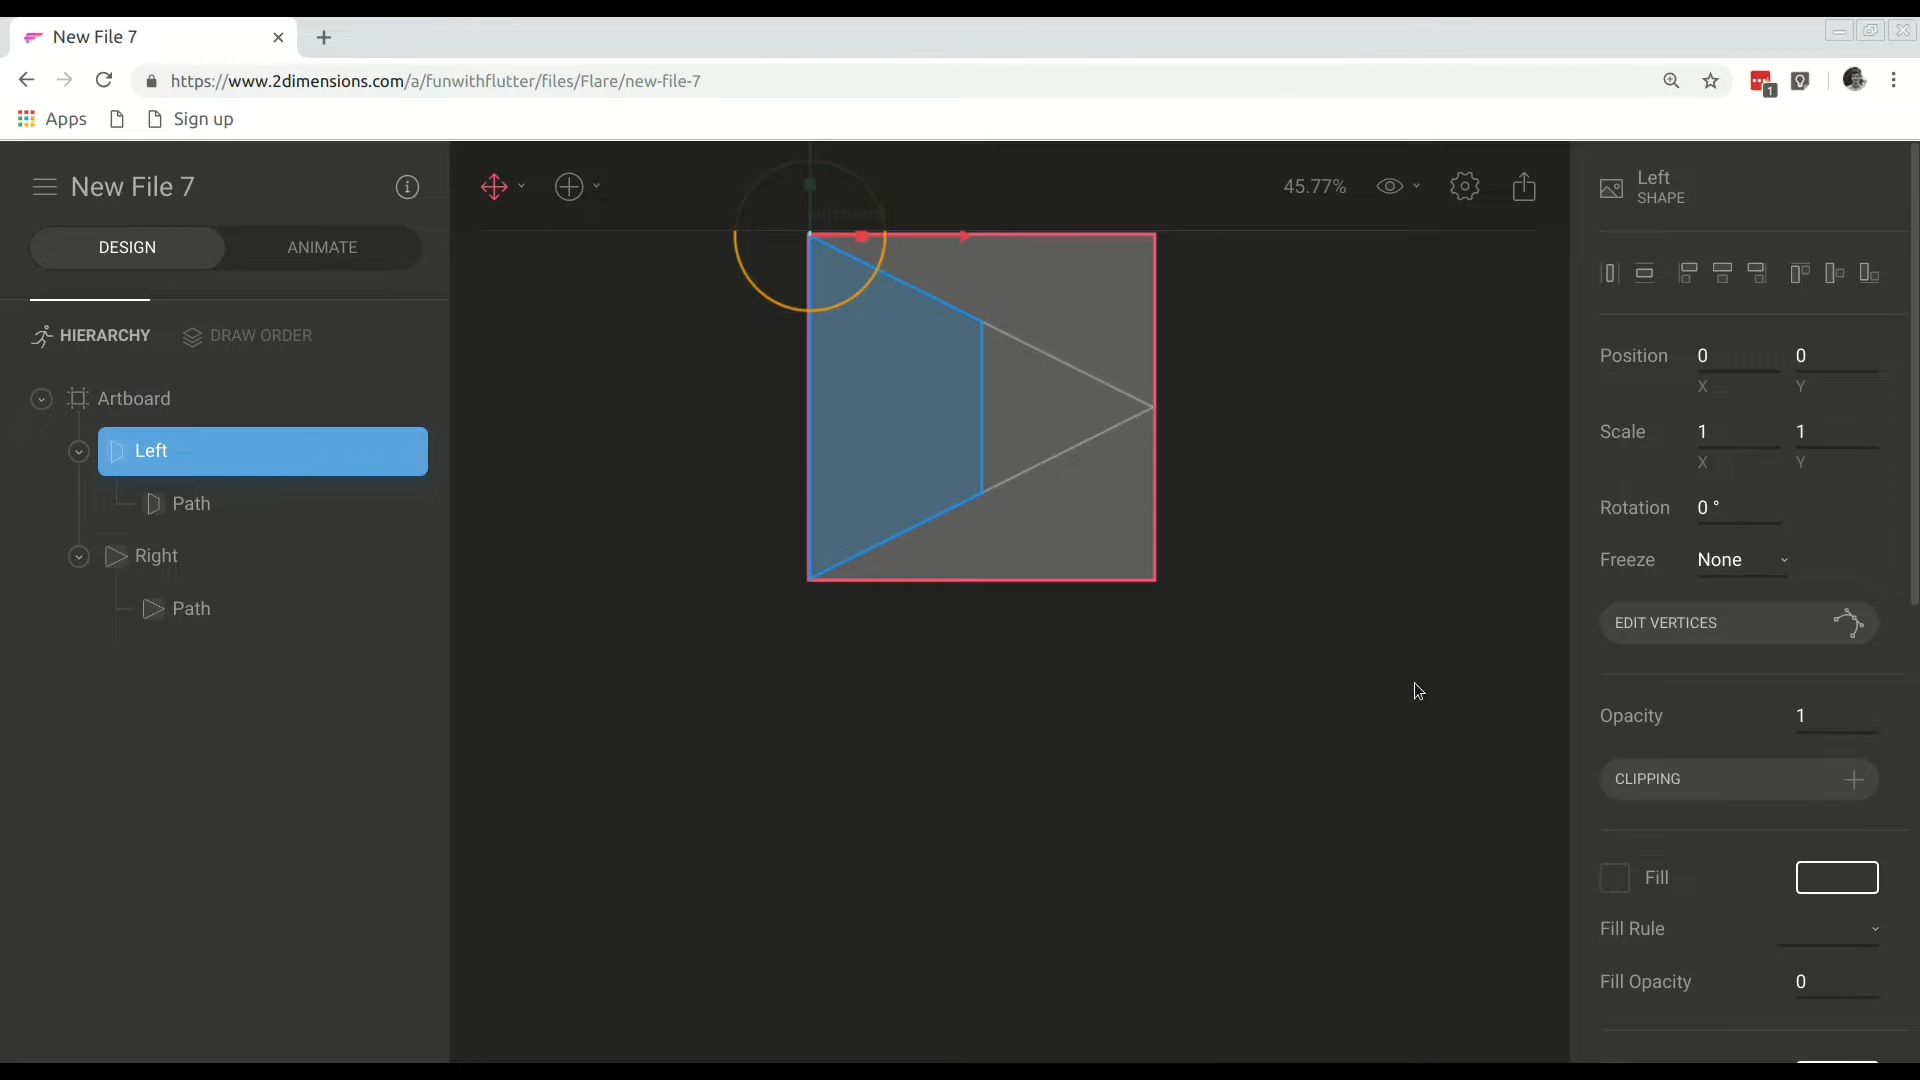 New File 7
https://www.2dimensions.com/a/funwithflutter/files/Flare/new-file-7
1
Apps
Sign up
New File 7
45.77%
Left
SHAPE
DESIGN
ANIMATE
HIERARCHY
DRAW ORDER
Position 0 0
X Y
Artboard
Left
Scale 1 1
X Y
Path
Rotation 0 °
Right
Freeze None
Path
EDIT VERTICES
Opacity 1
CLIPPING
Fill
Fill Rule
Fill Opacity 0